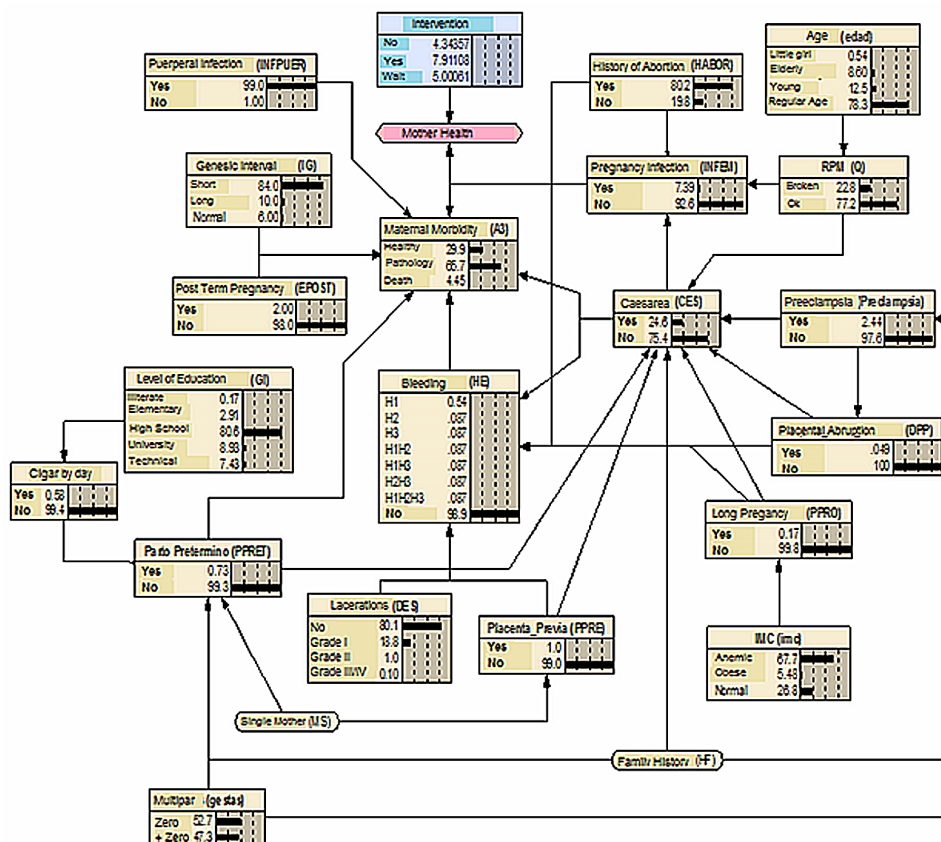 Intervention
No 4.34357
Yes 7.91108
Wait 5.00061
Puerperal Infection (INFPUER)
Yes 99.0
No 1.00
History of Abortion (HABOR)
Yes 80.2
No 19.8
Age (edad)
Little girl 0.54
Elderly 8.60
Young 12.5
Regular Age 78.3
Mother Health
Genesic Interval (IG)
Short 84.0
Long 10.0
Normal 6.00
Pregnancy Infection (INFEM)
Yes 7.39
No 92.6
RPM (Q)
Broken 22.8
Ok 77.2
Maternal Morbidity (A3)
Healthy 29.9
Pathology 65.7
Death 4.45
Post Term Pregnancy (EPOST)
Yes 2.00
No 98.0
Caesarea (CES)
Yes 24.6
No 75.4
Preeclampsia (Preclampsia)
Yes 2.44
No 97.6
Level of Education (GI)
Illiterate 0.17
Elementary 2.91
High School 80.6
University 8.93
Technical 7.43
Bleeding (HE)
H1 0.54
H2 .087
H3 .087
H1H2 .087
H1H3 .087
H2H3 .087
H1H2H3 .087
No 98.9
Placental_Abruption (DPP)
Yes .049
No 100
Cigar by day
Yes 0.58
No 99.4
Long Pregancy (PPRO)
Yes 0.17
No 99.8
Parto Pretermino (PPRET)
Yes 0.73
No 99.3
Lacerations (DES)
No 80.1
Grade I 18.8
Grade II 1.0
Grade III/IV 0.10
Placenta_Previa (PPRE)
Yes 1.0
No 99.0
IMC (imc)
Anemic 67.7
Obese 5.48
Normal 26.8
Single Mother (MS)
Family History (HF)
Multipar (gestas)
Zero 52.7
+ Zero 47.3